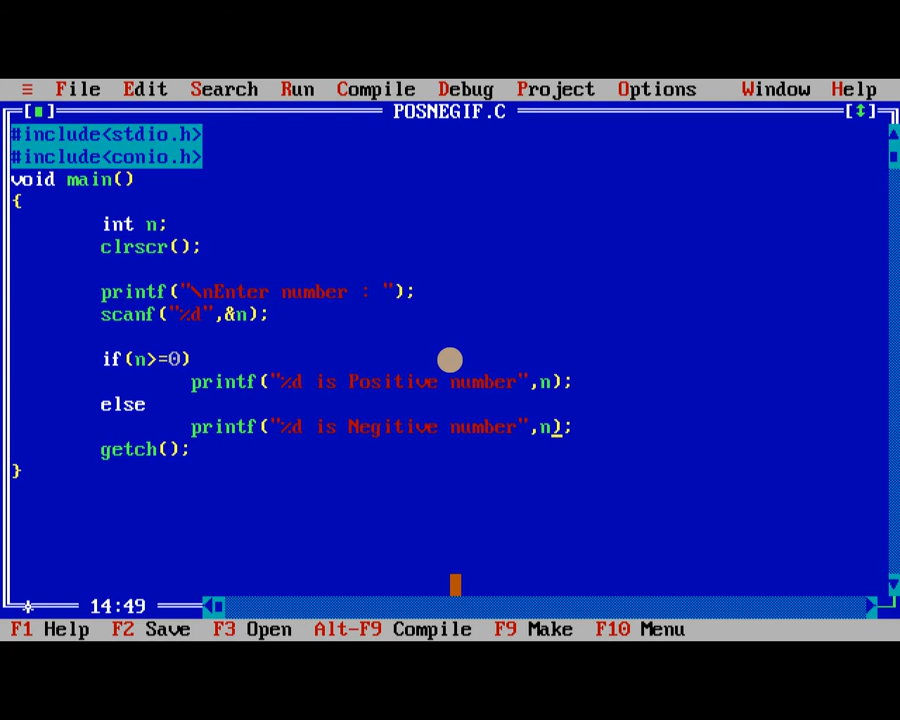 ≡ File Edit Search Run Compile Debug Project Options Window Help
[■] POSNEGIF.C [↕]
#include<stdio.h>
#include<conio.h>
void main()
{
int n;
clrscr();
printf("\nEnter number : ");
scanf("%d",&n);
if(n>=0)
printf("%d is Positive number",n);
else
printf("%d is Negitive number",n);
getch();
}
14:49
F1 Help F2 Save F3 Open Alt-F9 Compile F9 Make F10 Menu